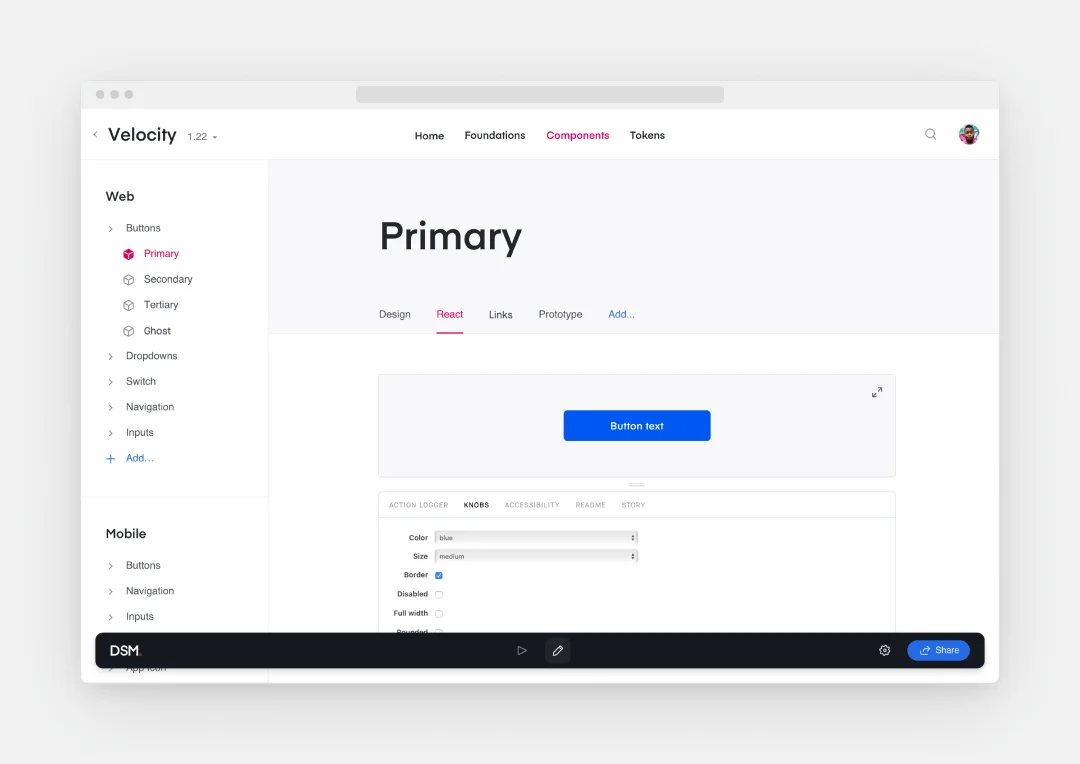 Velocity 1.22
Home Foundations Components Tokens
Web
Buttons
Primary
Secondary
Tertiary
Ghost
Dropdowns
Switch
Navigation
Inputs
Add...
Mobile
Buttons
Navigation
Inputs
App Icon
Primary
Design React Links Prototype Add...
Button text
ACTION LOGGER KNOBS ACCESSIBILITY README STORY
Color blue
Size medium
Border
Disabled
Full width
Rounded
DSM.
Share